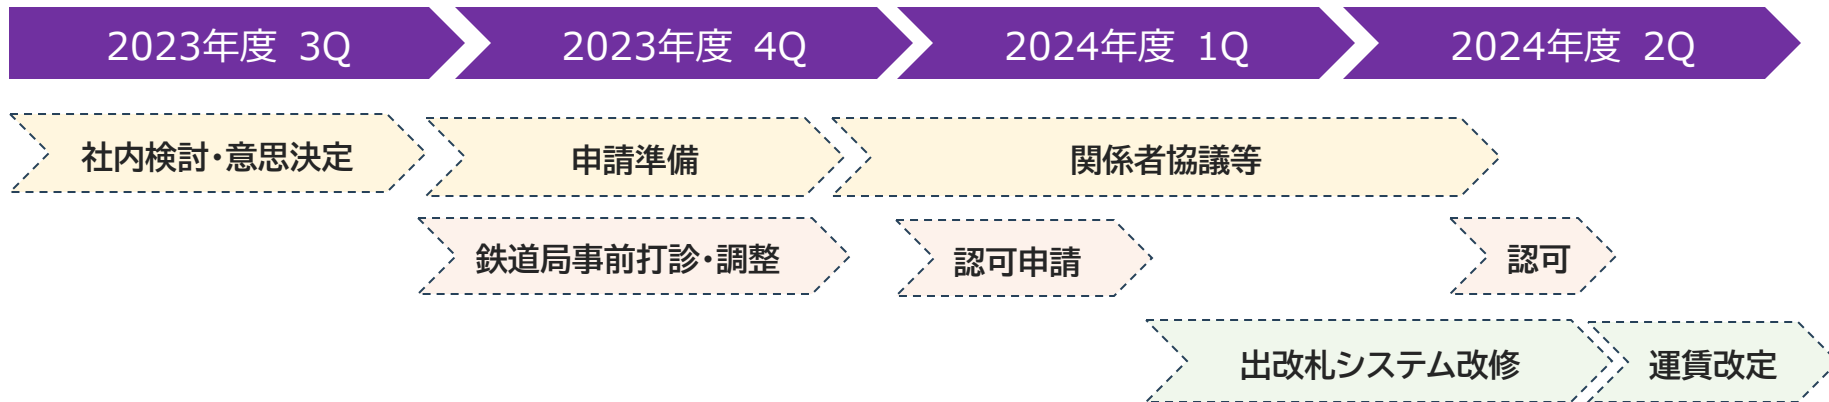 2023年度 3Q
2023年度 4Q
2024年度 1Q
2024年度 2Q
社内検討・意思決定
申請準備
関係者協議等
鉄道局事前打診・調整
認可申請
認可
出改札システム改修
運賃改定